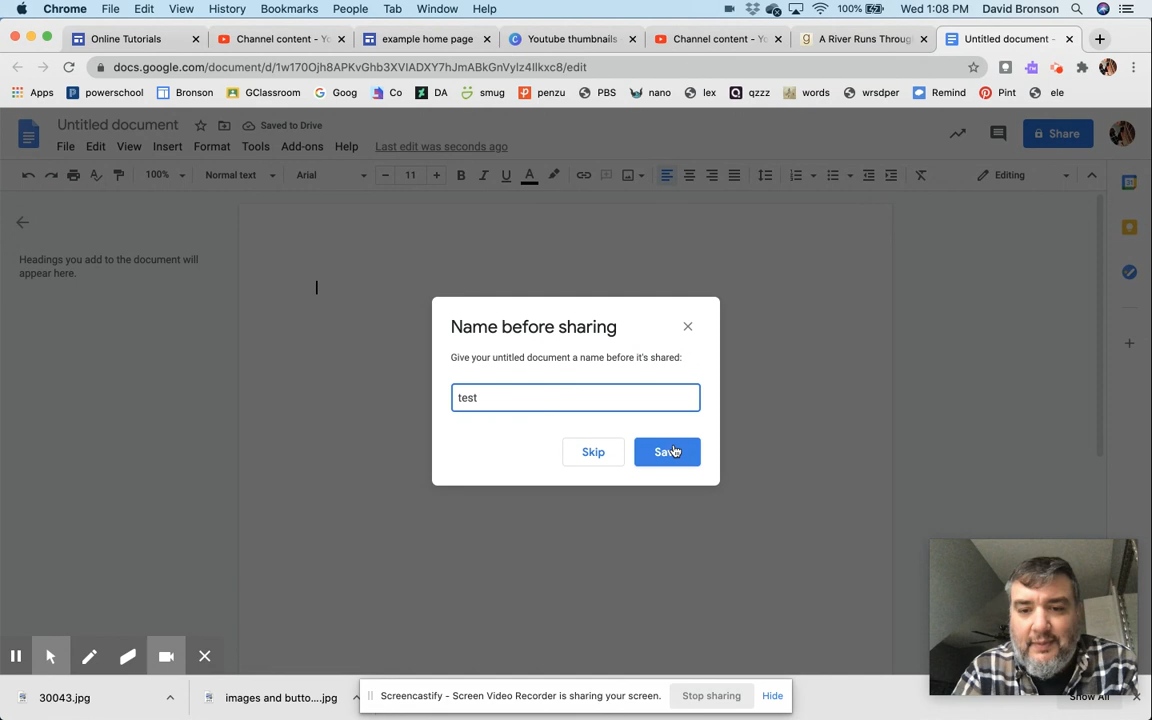 Chrome File Edit View History Bookmarks People Tab Window Help 100% Wed 1:08 PM David Bronson
Online Tutorials Channel content - Yo example home page Youtube thumbnails Channel content - Yo A River Runs Throug Untitled document -
docs.google.com/document/d/1w170Ojh8APKvGhb3XVIADXY7hJmABkGnVylz4Ilkxc8/edit
Apps powerschool Bronson GClassroom Goog Co DA smug penzu PBS nano lex qzzz words wrsdper Remind Pint ele
Untitled document Saved to Drive
File Edit View Insert Format Tools Add-ons Help Last edit was seconds ago Share
100% Normal text Arial 11 Editing
Headings you add to the document will
appear here.
Name before sharing
Give your untitled document a name before it's shared:
test
Skip Save
30043.jpg images and butto....jpg Screencastify - Screen Video Recorder is sharing your screen. Stop sharing Hide Show All